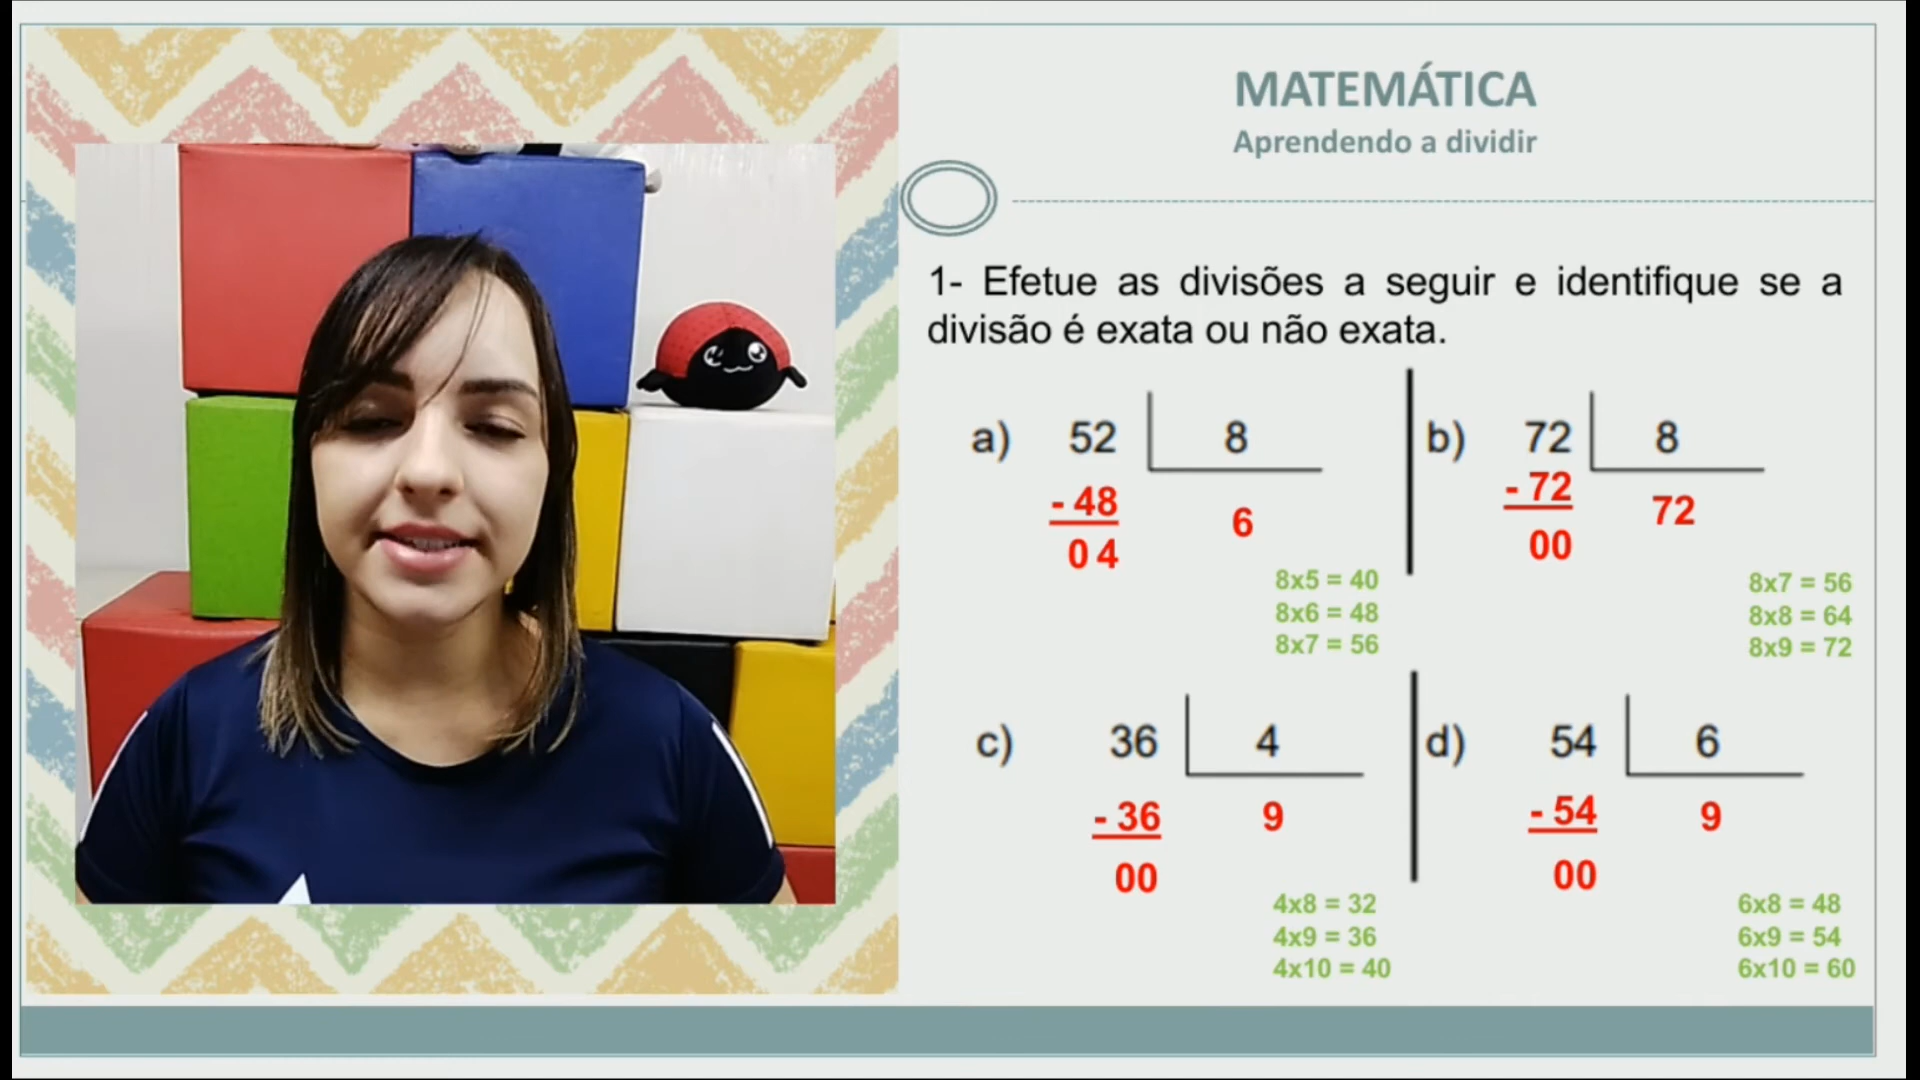 MATEMÁTICA
Aprendendo a dividir
1- Efetue as divisões a seguir e identifique se a
divisão é exata ou não exata.
a) 52 8
- 48 6
0 4
8x5 = 40
8x6 = 48
8x7 = 56
b) 72 8
- 72 72
00
8x7 = 56
8x8 = 64
8x9 = 72
c) 36 4
- 36 9
00
4x8 = 32
4x9 = 36
4x10 = 40
d) 54 6
- 54 9
00
6x8 = 48
6x9 = 54
6x10 = 60